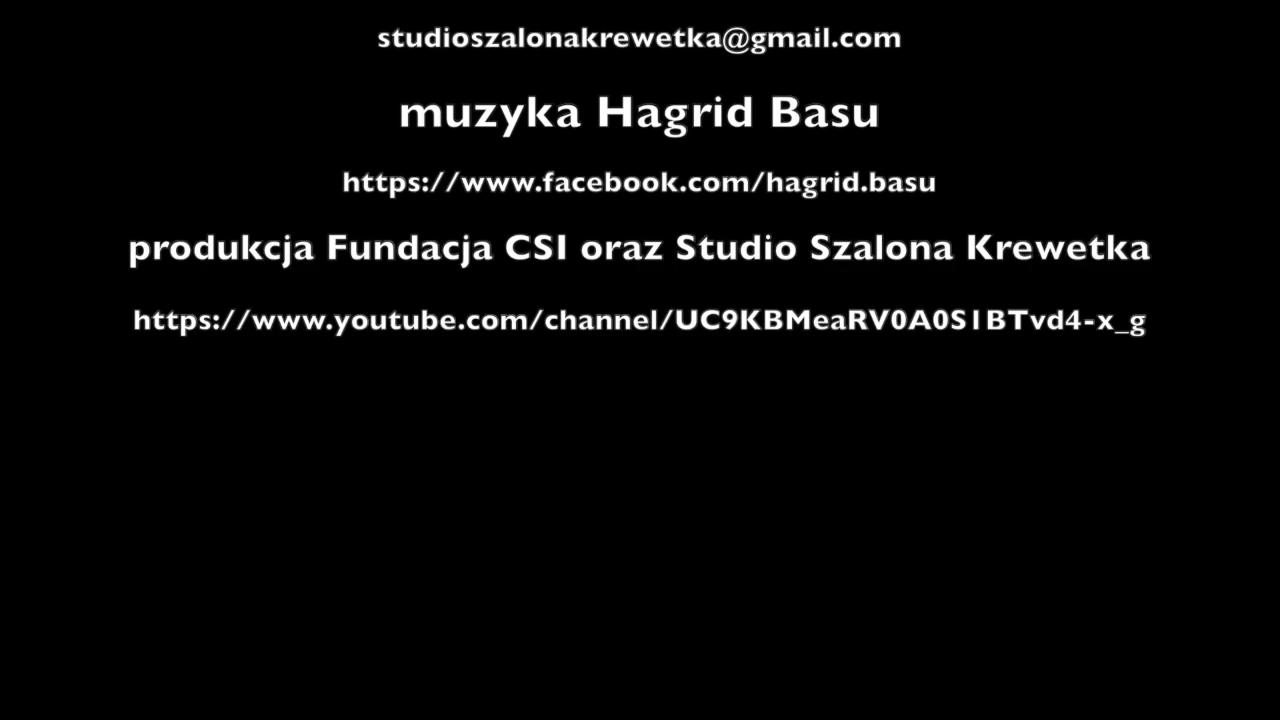 studioszalonakrewetka@gmail.com
muzyka Hagrid Basu
https://www.facebook.com/hagrid.basu
produkcja Fundacja CSI oraz Studio Szalona Krewetka
https://www.youtube.com/channel/UC9KBMeaRV0A0S1BTvd4-x_g